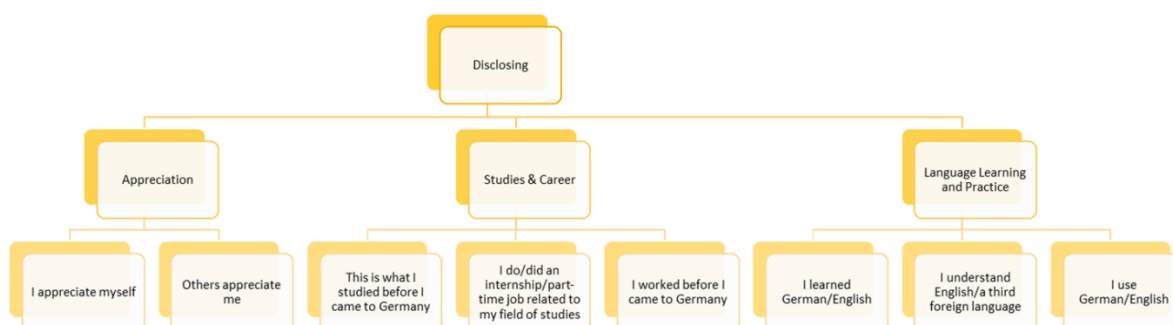 Disclosing
Appreciation
Studies & Career
Language Learning
and Practice
I appreciate myself
Others appreciate
me
This is what I
studied before I
came to Germany
I do/did an
internship/part-
time job related to
my field of studies
I worked before I
came to Germany
I learned
German/English
I understand
English/a third
foreign language
I use
German/English